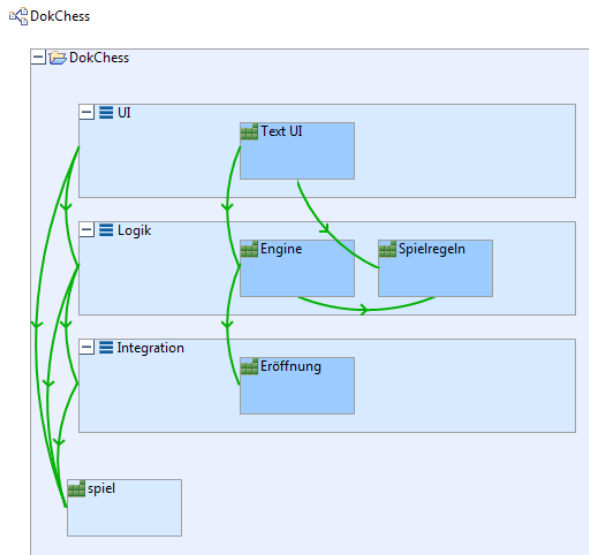 DokChess
DokChess
UI
Text UI
Logik
Engine
Spielregeln
Integration
Eröffnung
spiel